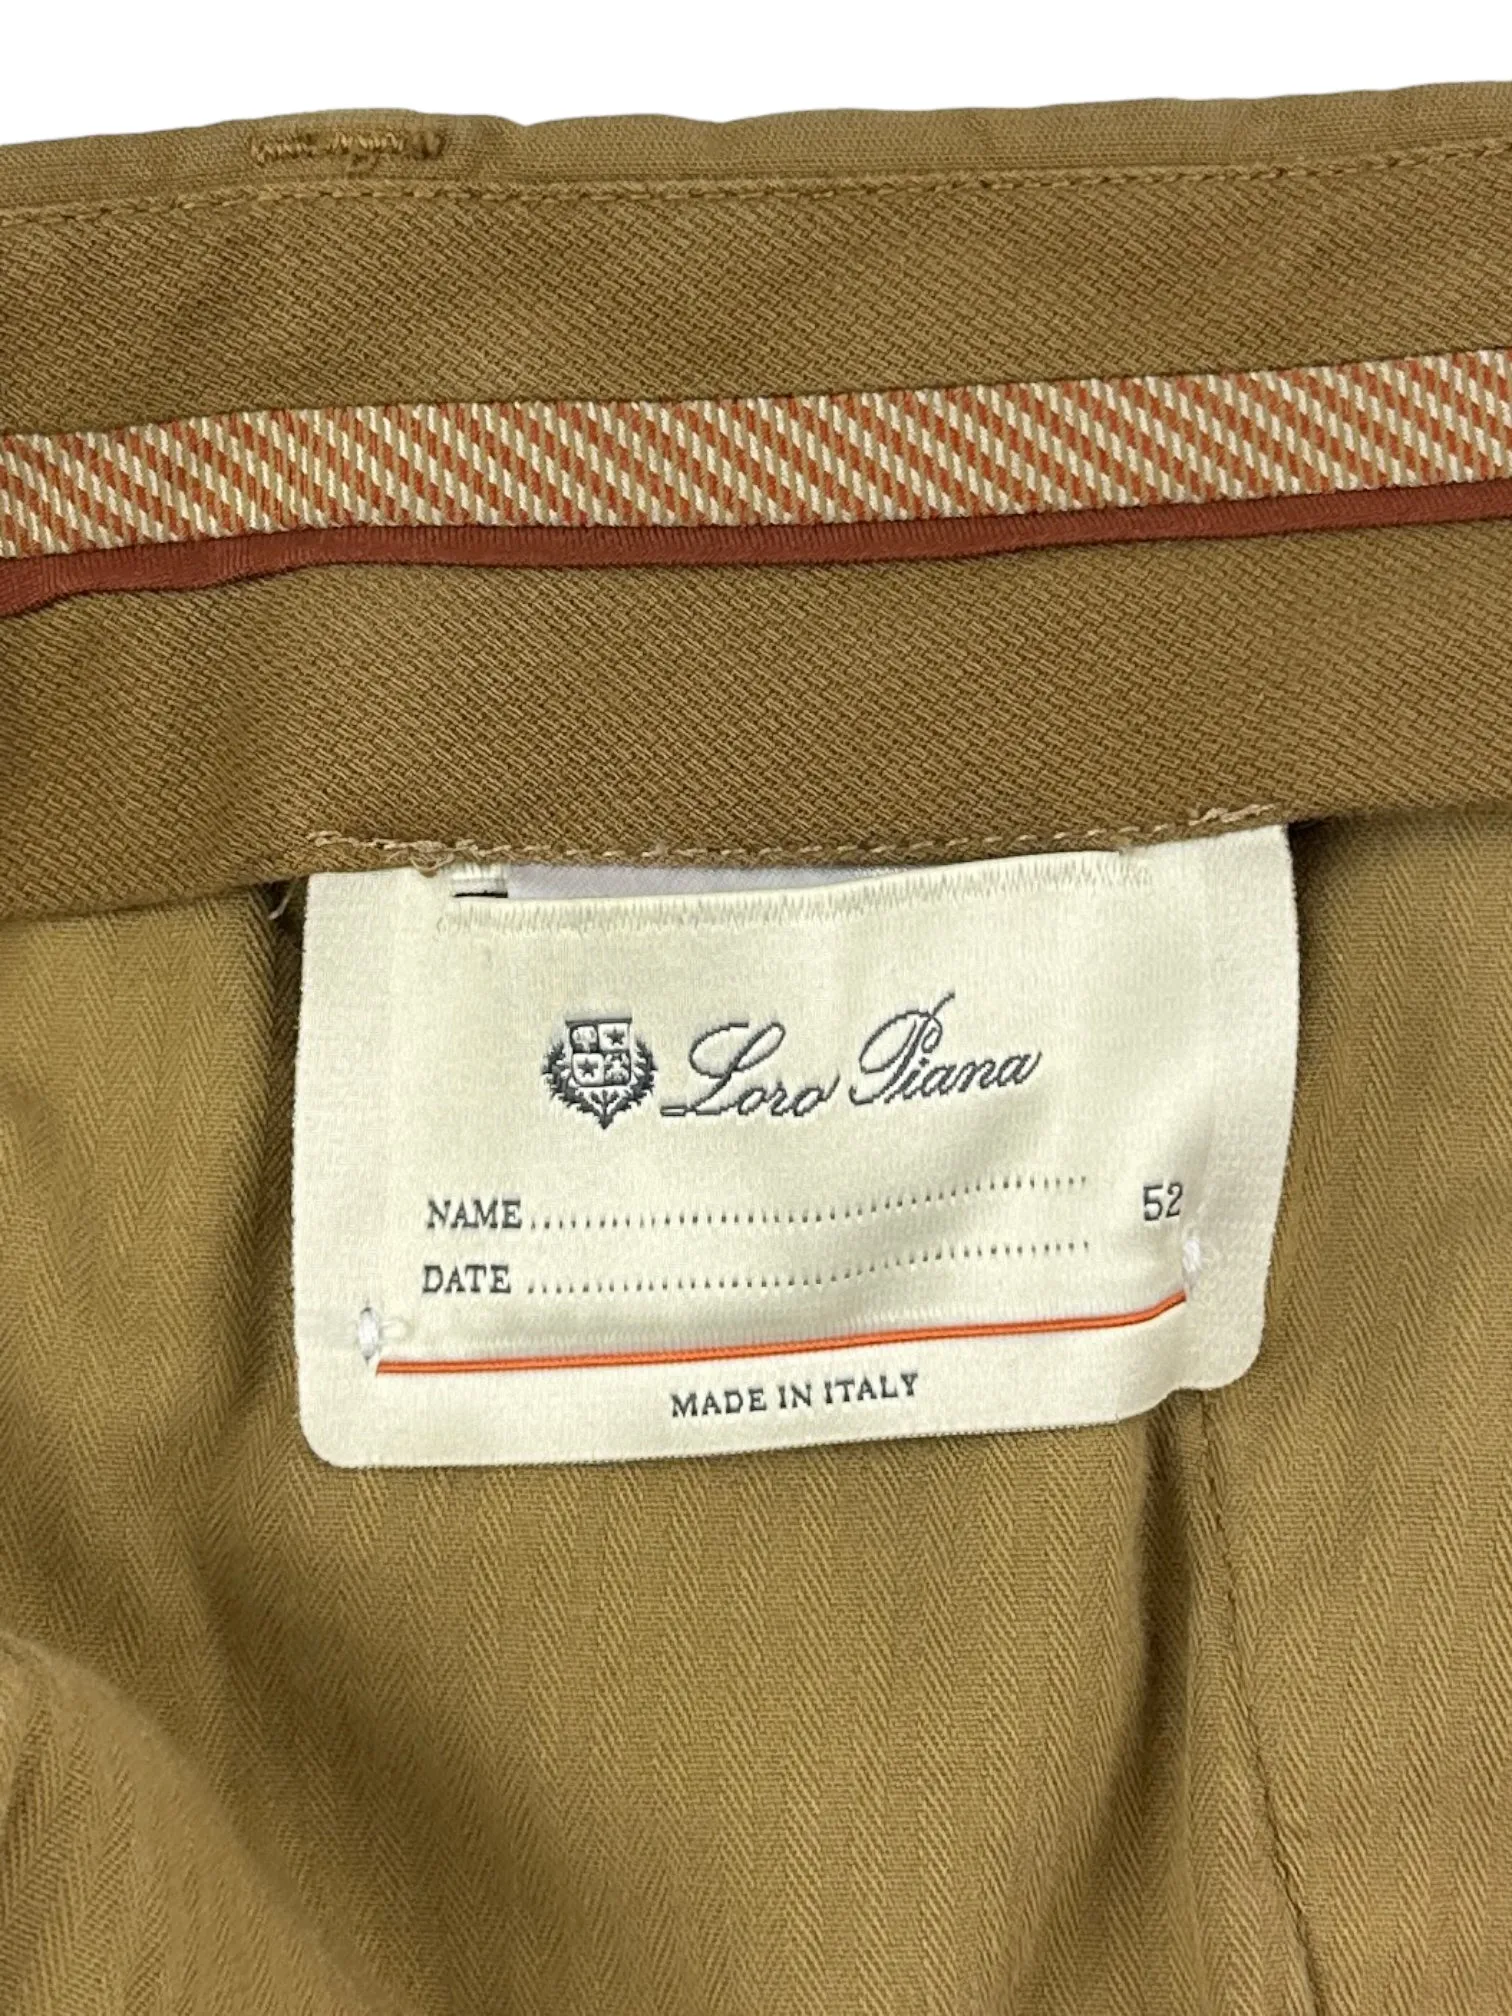 Loro Piana
NAME........................................ 52
DATE........................................
MADE IN ITALY